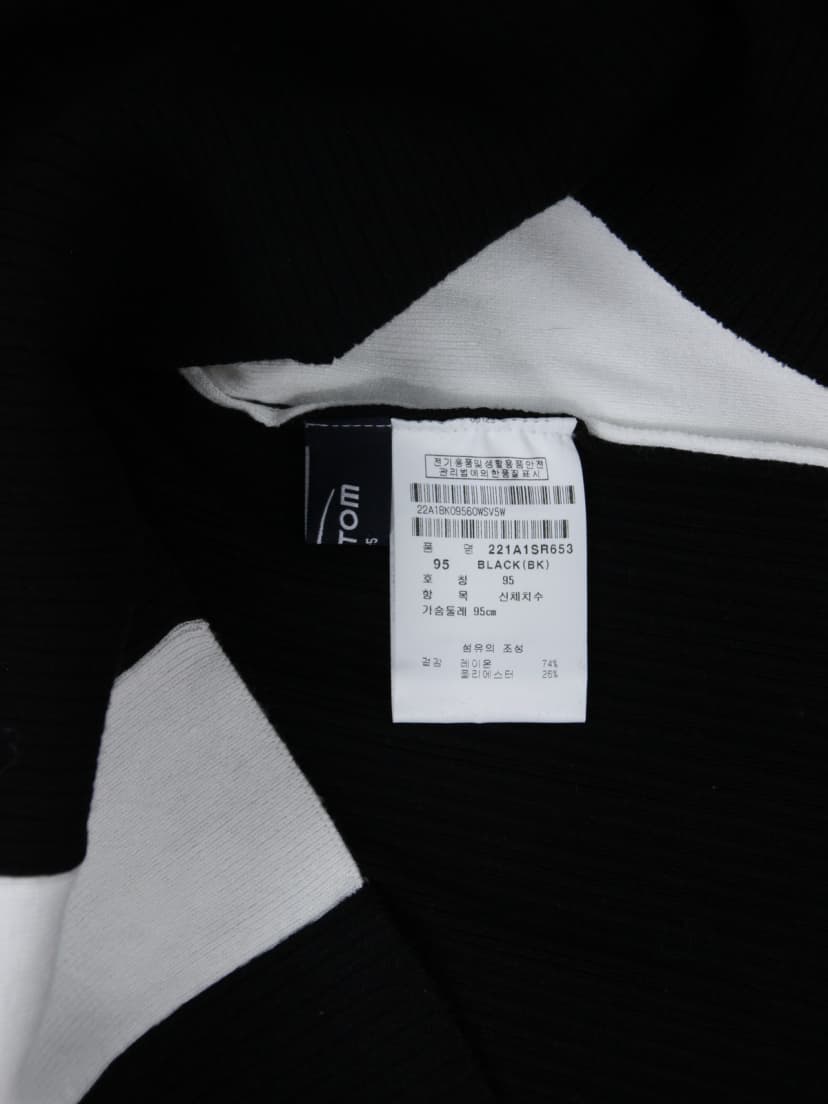 전기용품및생활용품안전
관리법에의한품질표시
22A1BK09560WSV5W
품 명 221A1SR653
95 BLACK(BK)
호 칭 95
항 목 신체치수
가슴둘레 95cm
섬유의 조성
겉감 레이온 74%
폴리에스터 26%
TOM